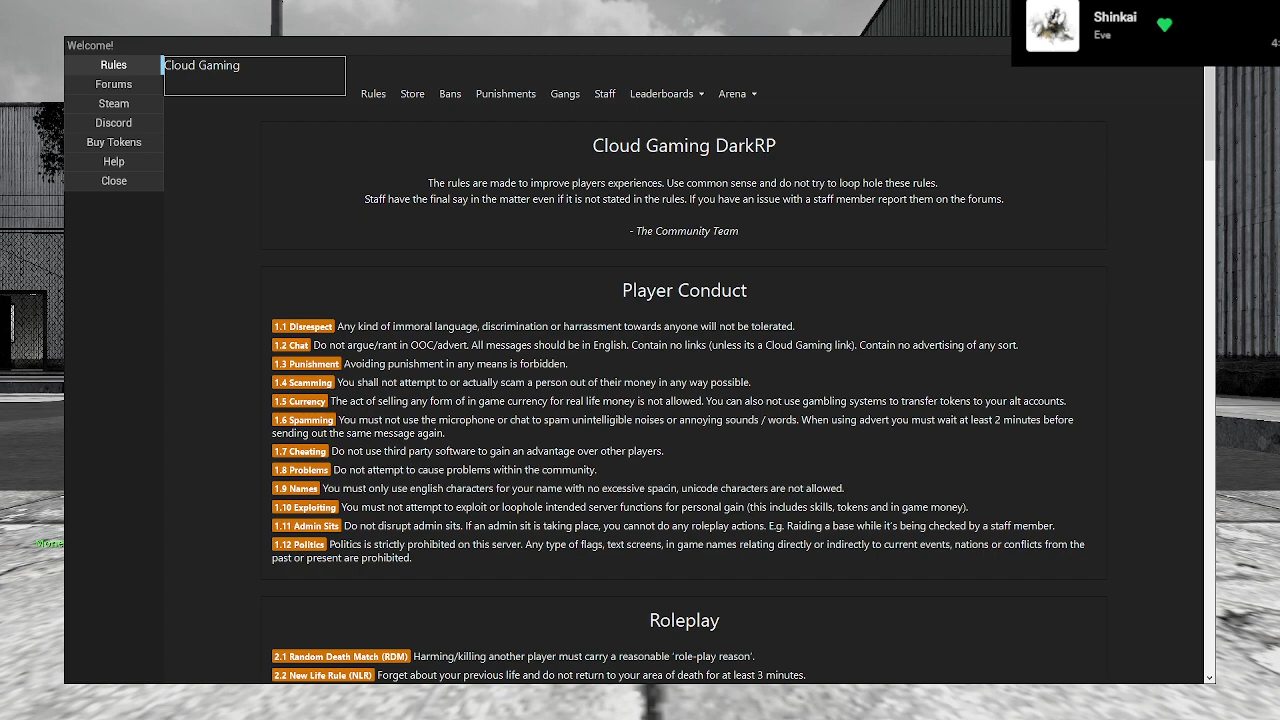 Shinkai
Eve
4:
Welcome!
Rules
Forums
Steam
Discord
Buy Tokens
Help
Close
Cloud Gaming
Rules Store Bans Punishments Gangs Staff Leaderboards Arena
Cloud Gaming DarkRP
The rules are made to improve players experiences. Use common sense and do not try to loop hole these rules.
Staff have the final say in the matter even if it is not stated in the rules. If you have an issue with a staff member report them on the forums.
- The Community Team
Player Conduct
1.1 Disrespect Any kind of immoral language, discrimination or harrassment towards anyone will not be tolerated.
1.2 Chat Do not argue/rant in OOC/advert. All messages should be in English. Contain no links (unless its a Cloud Gaming link). Contain no advertising of any sort.
1.3 Punishment Avoiding punishment in any means is forbidden.
1.4 Scamming You shall not attempt to or actually scam a person out of their money in any way possible.
1.5 Currency The act of selling any form of in game currency for real life money is not allowed. You can also not use gambling systems to transfer tokens to your alt accounts.
1.6 Spamming You must not use the microphone or chat to spam unintelligible noises or annoying sounds / words. When using advert you must wait at least 2 minutes before
sending out the same message again.
1.7 Cheating Do not use third party software to gain an advantage over other players.
1.8 Problems Do not attempt to cause problems within the community.
1.9 Names You must only use english characters for your name with no excessive spacin, unicode characters are not allowed.
1.10 Exploiting You must not attempt to exploit or loophole intended server functions for personal gain (this includes skills, tokens and in game money).
1.11 Admin Sits Do not disrupt admin sits. If an admin sit is taking place, you cannot do any roleplay actions. E.g. Raiding a base while it's being checked by a staff member.
1.12 Politics Politics is strictly prohibited on this server. Any type of flags, text screens, in game names relating directly or indirectly to current events, nations or conflicts from the
past or present are prohibited.
Mone
Roleplay
2.1 Random Death Match (RDM) Harming/killing another player must carry a reasonable 'role-play reason'.
2.2 New Life Rule (NLR) Forget about your previous life and do not return to your area of death for at least 3 minutes.